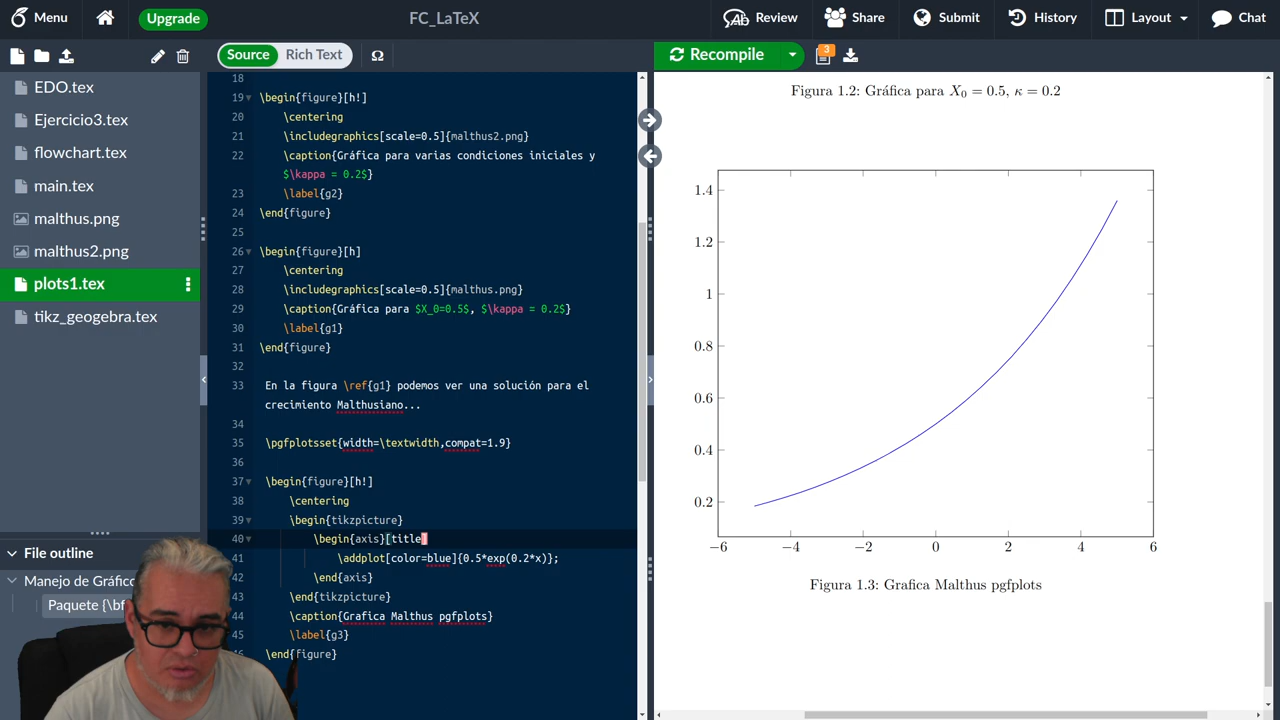 Menu
Upgrade
FC_LaTeX
Review
Share
Submit
History
Layout
Chat
Source
Rich Text
Ω
Recompile
3
EDO.tex
Ejercicio3.tex
flowchart.tex
main.tex
malthus.png
malthus2.png
plots1.tex
tikz_geogebra.tex
File outline
Manejo de Gráfico
Paquete {\bf
18
19 \begin{figure}[h!]
20 \centering
21 \includegraphics[scale=0.5]{malthus2.png}
22 \caption{Gráfica para varias condiciones iniciales y
$\kappa = 0.2$}
23 \label{g2}
24 \end{figure}
25
26 \begin{figure}[h]
27 \centering
28 \includegraphics[scale=0.5]{malthus.png}
29 \caption{Gráfica para $X_0=0.5$, $\kappa = 0.2$}
30 \label{g1}
31 \end{figure}
32
33 En la figura \ref{g1} podemos ver una solución para el
crecimiento Malthusiano...
34
35 \pgfplotsset{width=\textwidth,compat=1.9}
36
37 \begin{figure}[h!]
38 \centering
39 \begin{tikzpicture}
40 \begin{axis}[title]
41 \addplot[color=blue]{0.5*exp(0.2*x)};
42 \end{axis}
43 \end{tikzpicture}
44 \caption{Grafica Malthus pgfplots}
45 \label{g3}
46 \end{figure}
Figura 1.2: Gráfica para X₀ = 0.5, κ = 0.2
1.4
1.2
1
0.8
0.6
0.4
0.2
−6 −4 −2 0 2 4 6
Figura 1.3: Grafica Malthus pgfplots